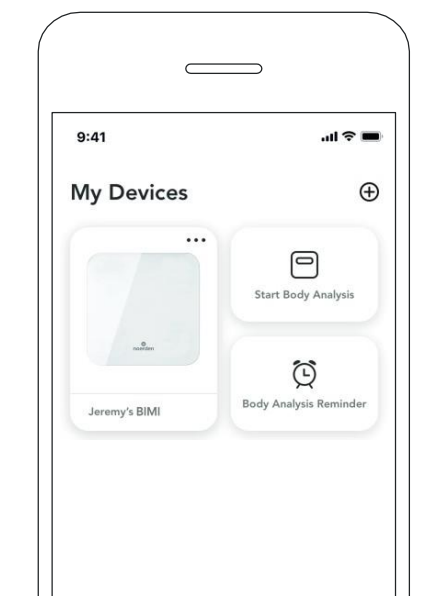 9:41
My Devices
Start Body Analysis
Jeremy's BIMI
Body Analysis Reminder